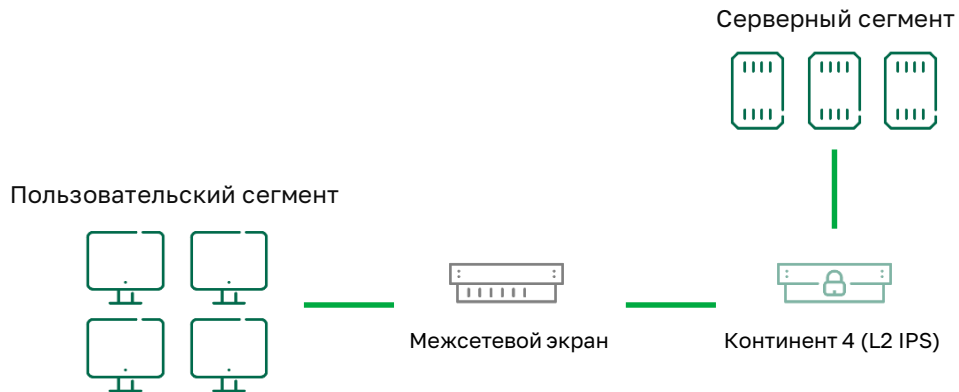 Серверный сегмент
Пользовательский сегмент
Межсетевой экран
Континент 4 (L2 IPS)